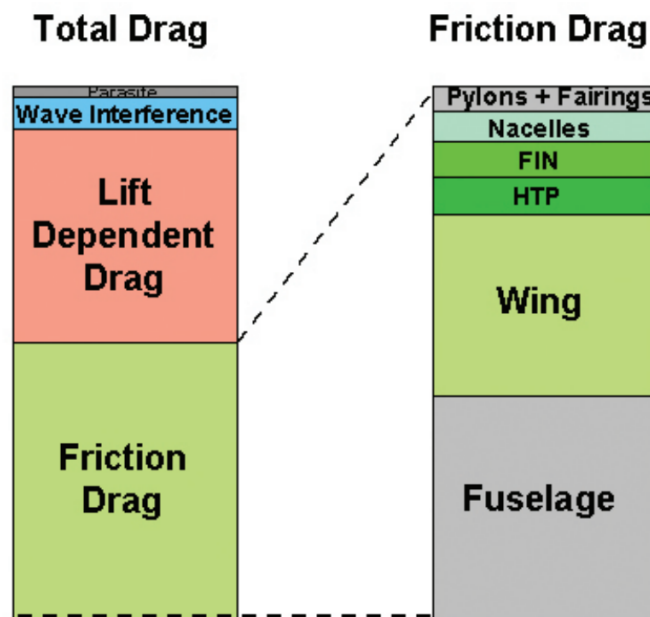 Total Drag
Parasite
Wave Interference
Lift
Dependent
Drag
Friction
Drag
Friction Drag
Pylons + Fairings
Nacelles
FIN
HTP
Wing
Fuselage